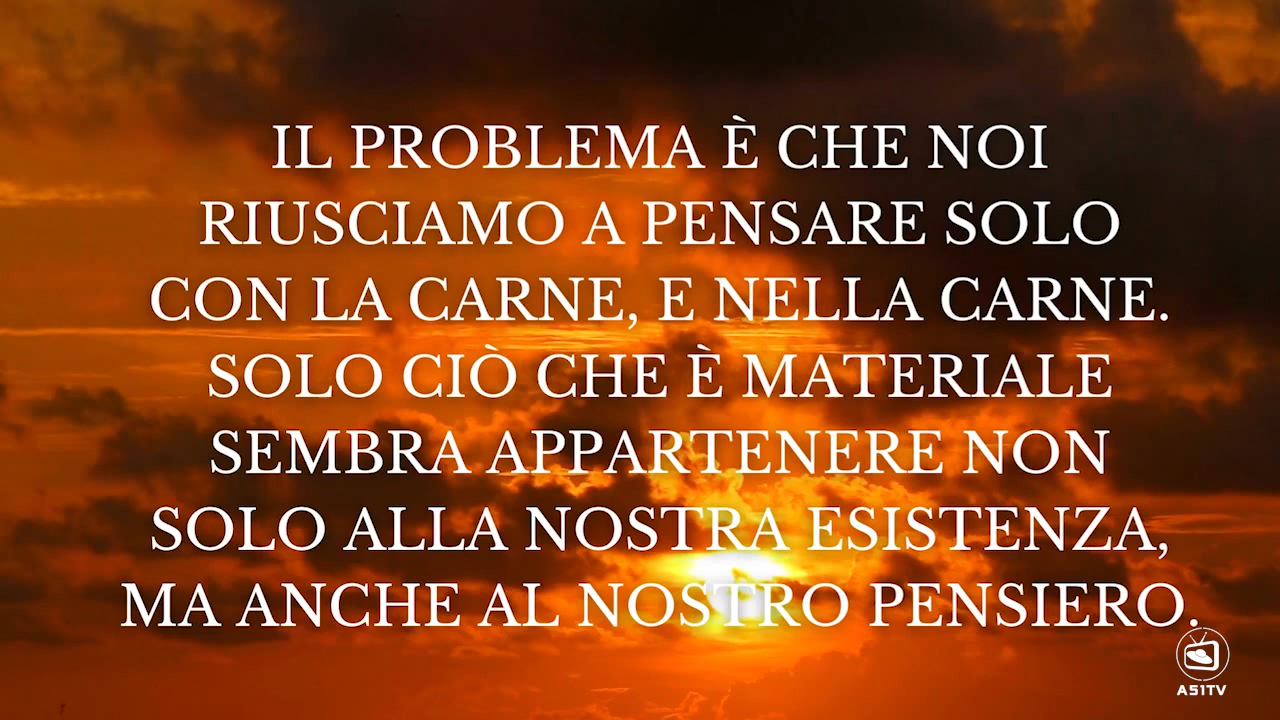 IL PROBLEMA È CHE NOI
RIUSCIAMO A PENSARE SOLO
CON LA CARNE, E NELLA CARNE.
SOLO CIÒ CHE È MATERIALE
SEMBRA APPARTENERE NON
SOLO ALLA NOSTRA ESISTENZA,
MA ANCHE AL NOSTRO PENSIERO.
A51TV